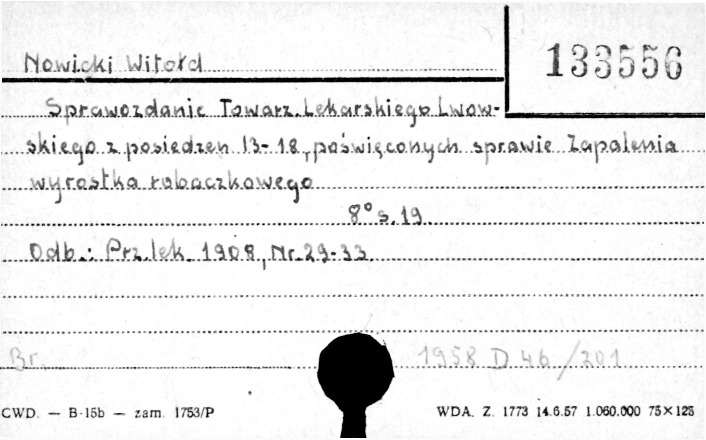 Nowicki Witołd
133556
Sprawozdanie Towarz. Lekarskiego Lwow-
skiego z posiedzeń 13-18, poświęconych sprawie Zapalenia
wyrostka robaczkowego
8° s. 19
Odb.: Prz. lek. 1908, Nr. 29-33
Br. 1958 D 46/201
CWD. — B-15b — zam. 1753/P WDA. Z. 1773 14.6.57 1.060.000 75×125